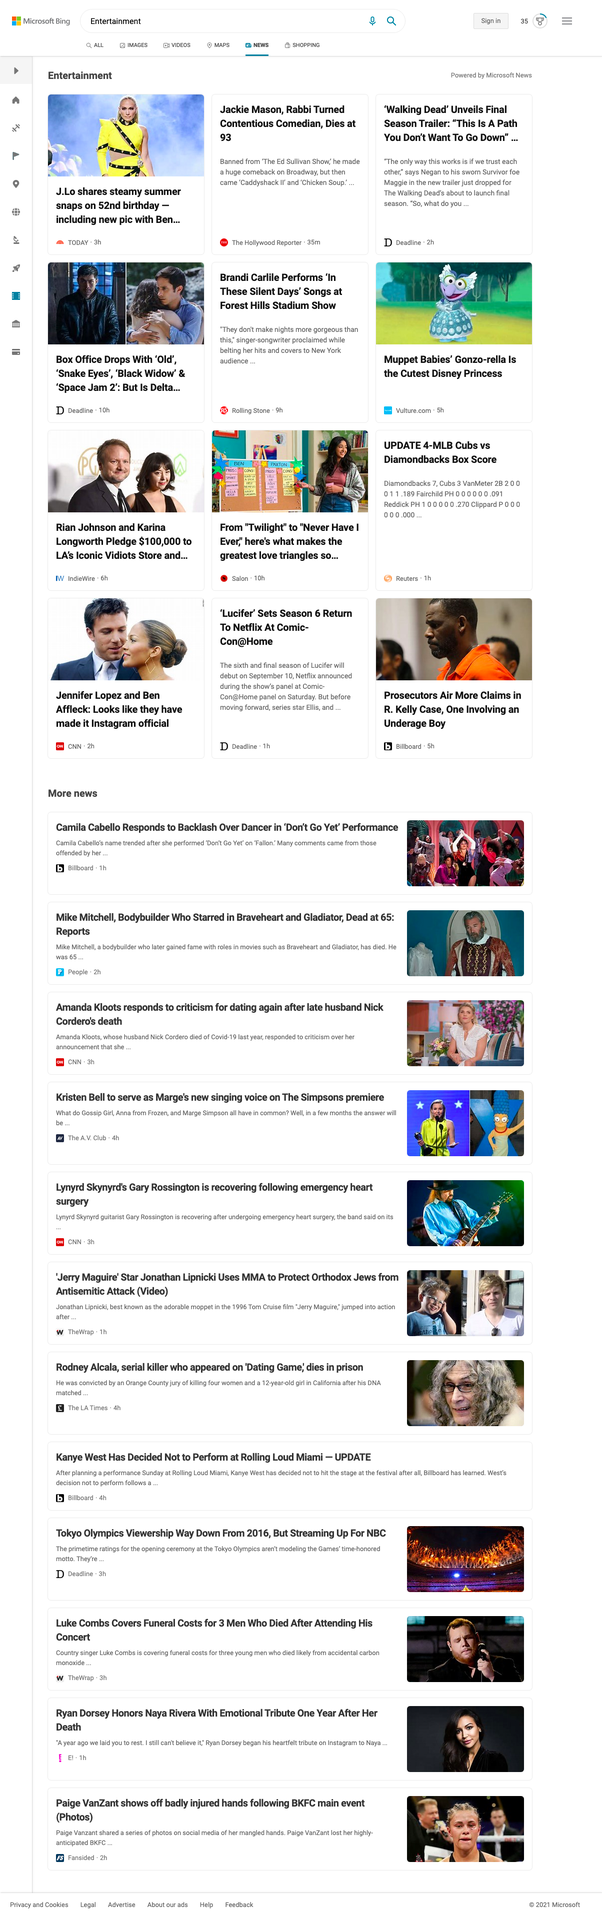 Microsoft Bing
Entertainment
Sign in
35
ALL
IMAGES
VIDEOS
MAPS
NEWS
SHOPPING
Entertainment
Powered by Microsoft News
J.Lo shares steamy summer
snaps on 52nd birthday —
including new pic with Ben...
TODAY · 3h
Jackie Mason, Rabbi Turned
Contentious Comedian, Dies at
93
Banned from 'The Ed Sullivan Show,' he made
a huge comeback on Broadway, but then
came 'Caddyshack II' and 'Chicken Soup.' ...
The Hollywood Reporter · 35m
'Walking Dead' Unveils Final
Season Trailer: "This Is A Path
You Don't Want To Go Down" ...
"The only way this works is if we trust each
other," says Negan to his sworn Survivor foe
Maggie in the new trailer just dropped for
The Walking Dead's about to launch final
season. "So, what do you ...
Deadline · 2h
Box Office Drops With 'Old',
'Snake Eyes', 'Black Widow' &
'Space Jam 2': But Is Delta...
Deadline · 10h
Brandi Carlile Performs 'In
These Silent Days' Songs at
Forest Hills Stadium Show
"They don't make nights more gorgeous than
this," singer-songwriter proclaimed while
belting her hits and covers to New York
audience ...
Rolling Stone · 9h
Muppet Babies' Gonzo-rella Is
the Cutest Disney Princess
Vulture.com · 5h
Rian Johnson and Karina
Longworth Pledge $100,000 to
LA's Iconic Vidiots Store and...
IndieWire · 6h
BEN
PAXTON
From "Twilight" to "Never Have I
Ever," here's what makes the
greatest love triangles so...
Salon · 10h
UPDATE 4-MLB Cubs vs
Diamondbacks Box Score
Diamondbacks 7, Cubs 3 VanMeter 2B 2 0 0
0 1 1 .189 Fairchild PH 0 0 0 0 0 0 .091
Reddick PH 1 0 0 0 0 0 .270 Clippard P 0 0 0
0 0 0 .000 ...
Reuters · 1h
Jennifer Lopez and Ben
Affleck: Looks like they have
made it Instagram official
CNN · 2h
'Lucifer' Sets Season 6 Return
To Netflix At Comic-
Con@Home
The sixth and final season of Lucifer will
debut on September 10, Netflix announced
during the show's panel at Comic-
Con@Home panel on Saturday. But before
moving forward, series star Ellis, and ...
Deadline · 1h
Prosecutors Air More Claims in
R. Kelly Case, One Involving an
Underage Boy
Billboard · 5h
More news
Camila Cabello Responds to Backlash Over Dancer in 'Don't Go Yet' Performance
Camila Cabello's name trended after she performed 'Don't Go Yet' on 'Fallon.' Many comments came from those
offended by her ...
Billboard · 1h
Mike Mitchell, Bodybuilder Who Starred in Braveheart and Gladiator, Dead at 65:
Reports
Mike Mitchell, a bodybuilder who later gained fame with roles in movies such as Braveheart and Gladiator, has died. He
was 65 ...
People · 2h
Amanda Kloots responds to criticism for dating again after late husband Nick
Cordero's death
Amanda Kloots, whose husband Nick Cordero died of Covid-19 last year, responded to criticism over her
announcement that she ...
CNN · 3h
Kristen Bell to serve as Marge's new singing voice on The Simpsons premiere
What do Gossip Girl, Anna from Frozen, and Marge Simpson all have in common? Well, in a few months the answer will
be ...
The A.V. Club · 4h
Lynyrd Skynyrd's Gary Rossington is recovering following emergency heart
surgery
Lynyrd Skynyrd guitarist Gary Rossington is recovering after undergoing emergency heart surgery, the band said on its
...
CNN · 3h
'Jerry Maguire' Star Jonathan Lipnicki Uses MMA to Protect Orthodox Jews from
Antisemitic Attack (Video)
Jonathan Lipnicki, best known as the adorable moppet in the 1996 Tom Cruise film "Jerry Maguire," jumped into action
after ...
TheWrap · 1h
Rodney Alcala, serial killer who appeared on 'Dating Game,' dies in prison
He was convicted by an Orange County jury of killing four women and a 12-year-old girl in California after his DNA
matched ...
The LA Times · 4h
Kanye West Has Decided Not to Perform at Rolling Loud Miami — UPDATE
After planning a performance Sunday at Rolling Loud Miami, Kanye West has decided not to hit the stage at the festival after all, Billboard has learned. West's
decision not to perform follows a ...
Billboard · 4h
Tokyo Olympics Viewership Way Down From 2016, But Streaming Up For NBC
The primetime ratings for the opening ceremony at the Tokyo Olympics aren't modeling the Games' time-honored
motto. They're ...
Deadline · 3h
Luke Combs Covers Funeral Costs for 3 Men Who Died After Attending His
Concert
Country singer Luke Combs is covering funeral costs for three young men who died likely from accidental carbon
monoxide ...
TheWrap · 3h
Ryan Dorsey Honors Naya Rivera With Emotional Tribute One Year After Her
Death
"A year ago we laid you to rest. I still can't believe it," Ryan Dorsey began his heartfelt tribute on Instagram to Naya ...
E! · 1h
Paige VanZant shows off badly injured hands following BKFC main event
(Photos)
Paige Vanzant shared a series of photos on social media of her mangled hands. Paige VanZant lost her highly-
anticipated BKFC ...
Fansided · 2h
Privacy and Cookies
Legal
Advertise
About our ads
Help
Feedback
© 2021 Microsoft